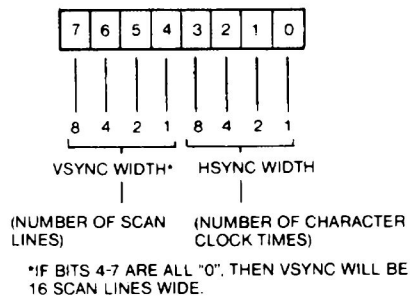 7 6 5 4 3 2 1 0
8 4 2 1 8 4 2 1
VSYNC WIDTH* HSYNC WIDTH
(NUMBER OF SCAN (NUMBER OF CHARACTER
LINES) CLOCK TIMES)
*IF BITS 4-7 ARE ALL "0", THEN VSYNC WILL BE
16 SCAN LINES WIDE.